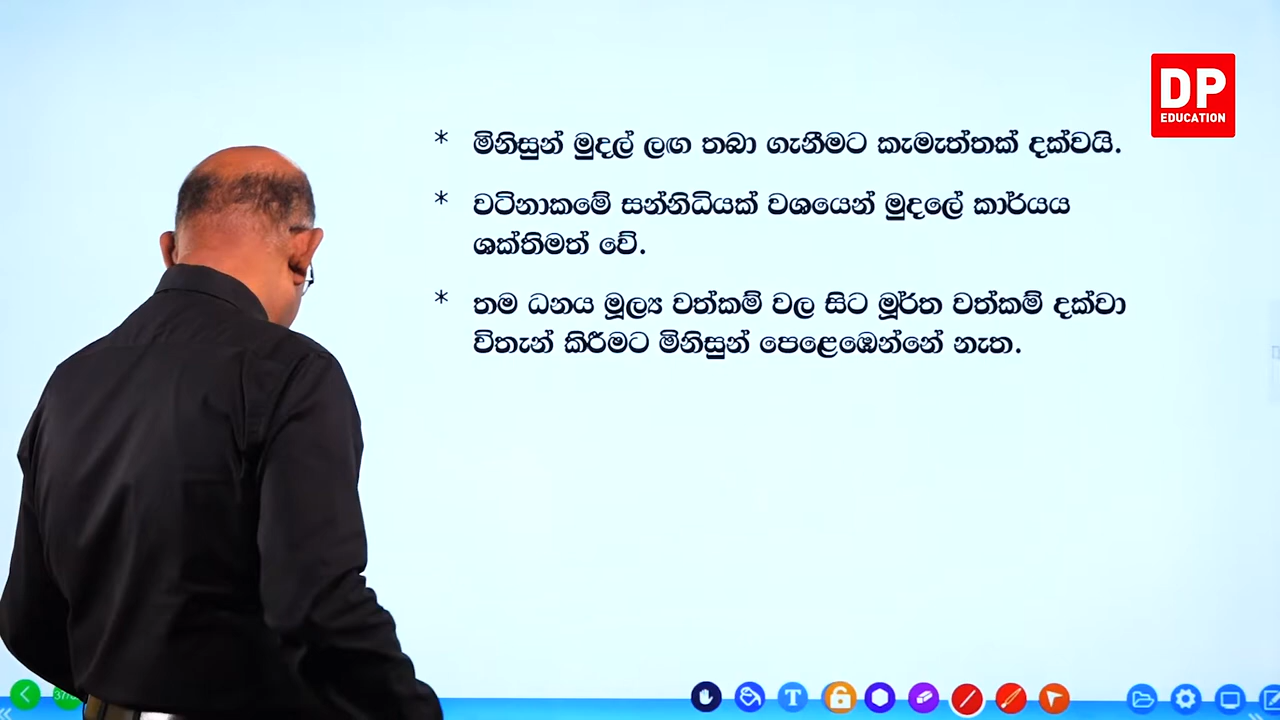 DP
EDUCATION
* මිනිසුන් මුදල් ලඟ තබා ගැනීමට කැමැත්තක් දක්වයි.
* වටිනාකමේ සන්නිධියක් වශයෙන් මුදලේ කාර්යය
ශක්තිමත් වේ.
* තම ධනය මූල්‍ය වත්කම් වල සිට මූර්ත වත්කම් දක්වා
විතැන් කිරීමට මිනිසුන් පෙළෙඹෙන්නේ නැත.